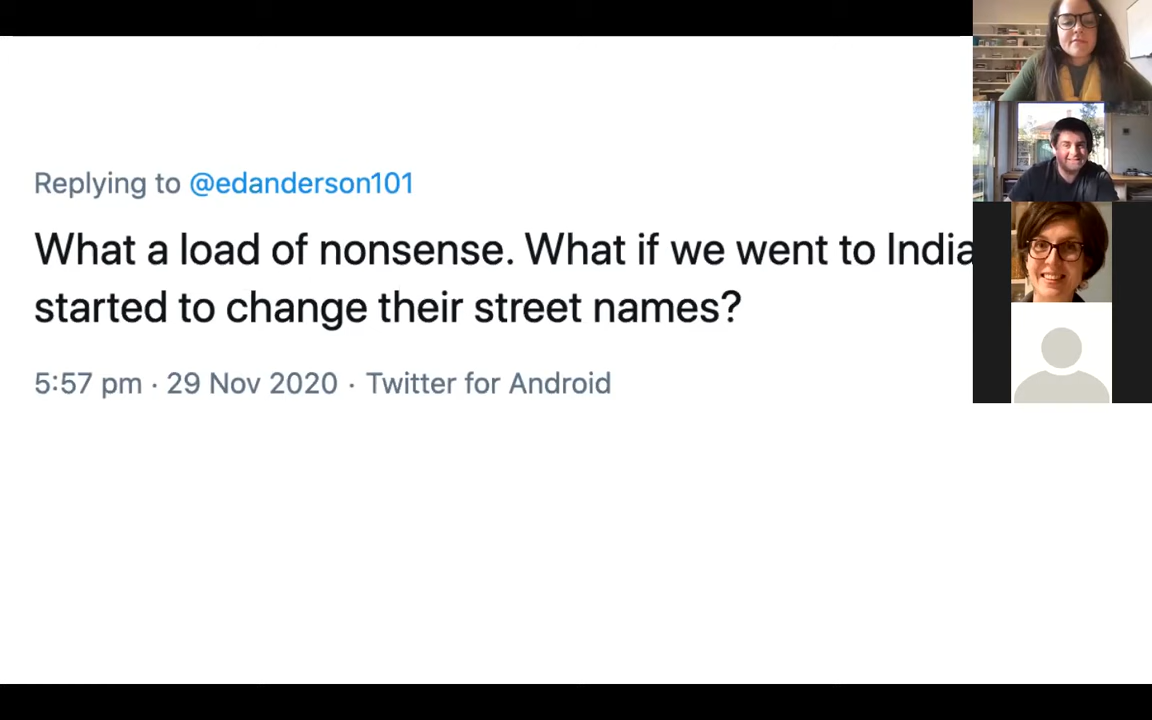 Replying to @edanderson101
What a load of nonsense. What if we went to India
started to change their street names?
5:57 pm · 29 Nov 2020 · Twitter for Android